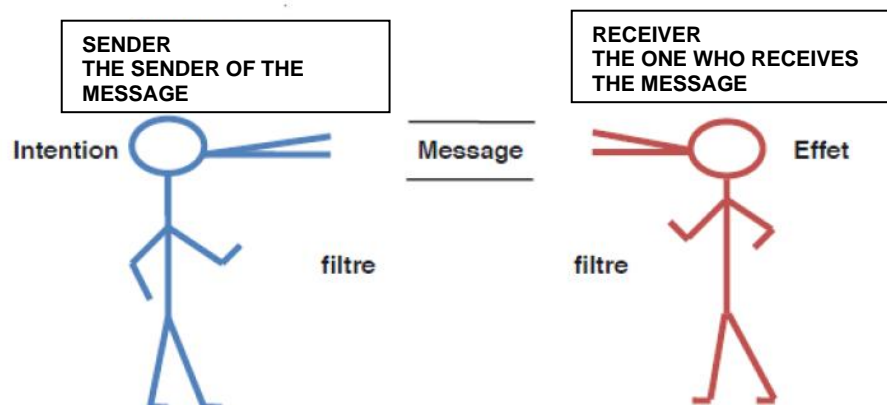 SENDER
THE SENDER OF THE
MESSAGE
RECEIVER
THE ONE WHO RECEIVES
THE MESSAGE
Intention
Message
Effet
filtre
filtre